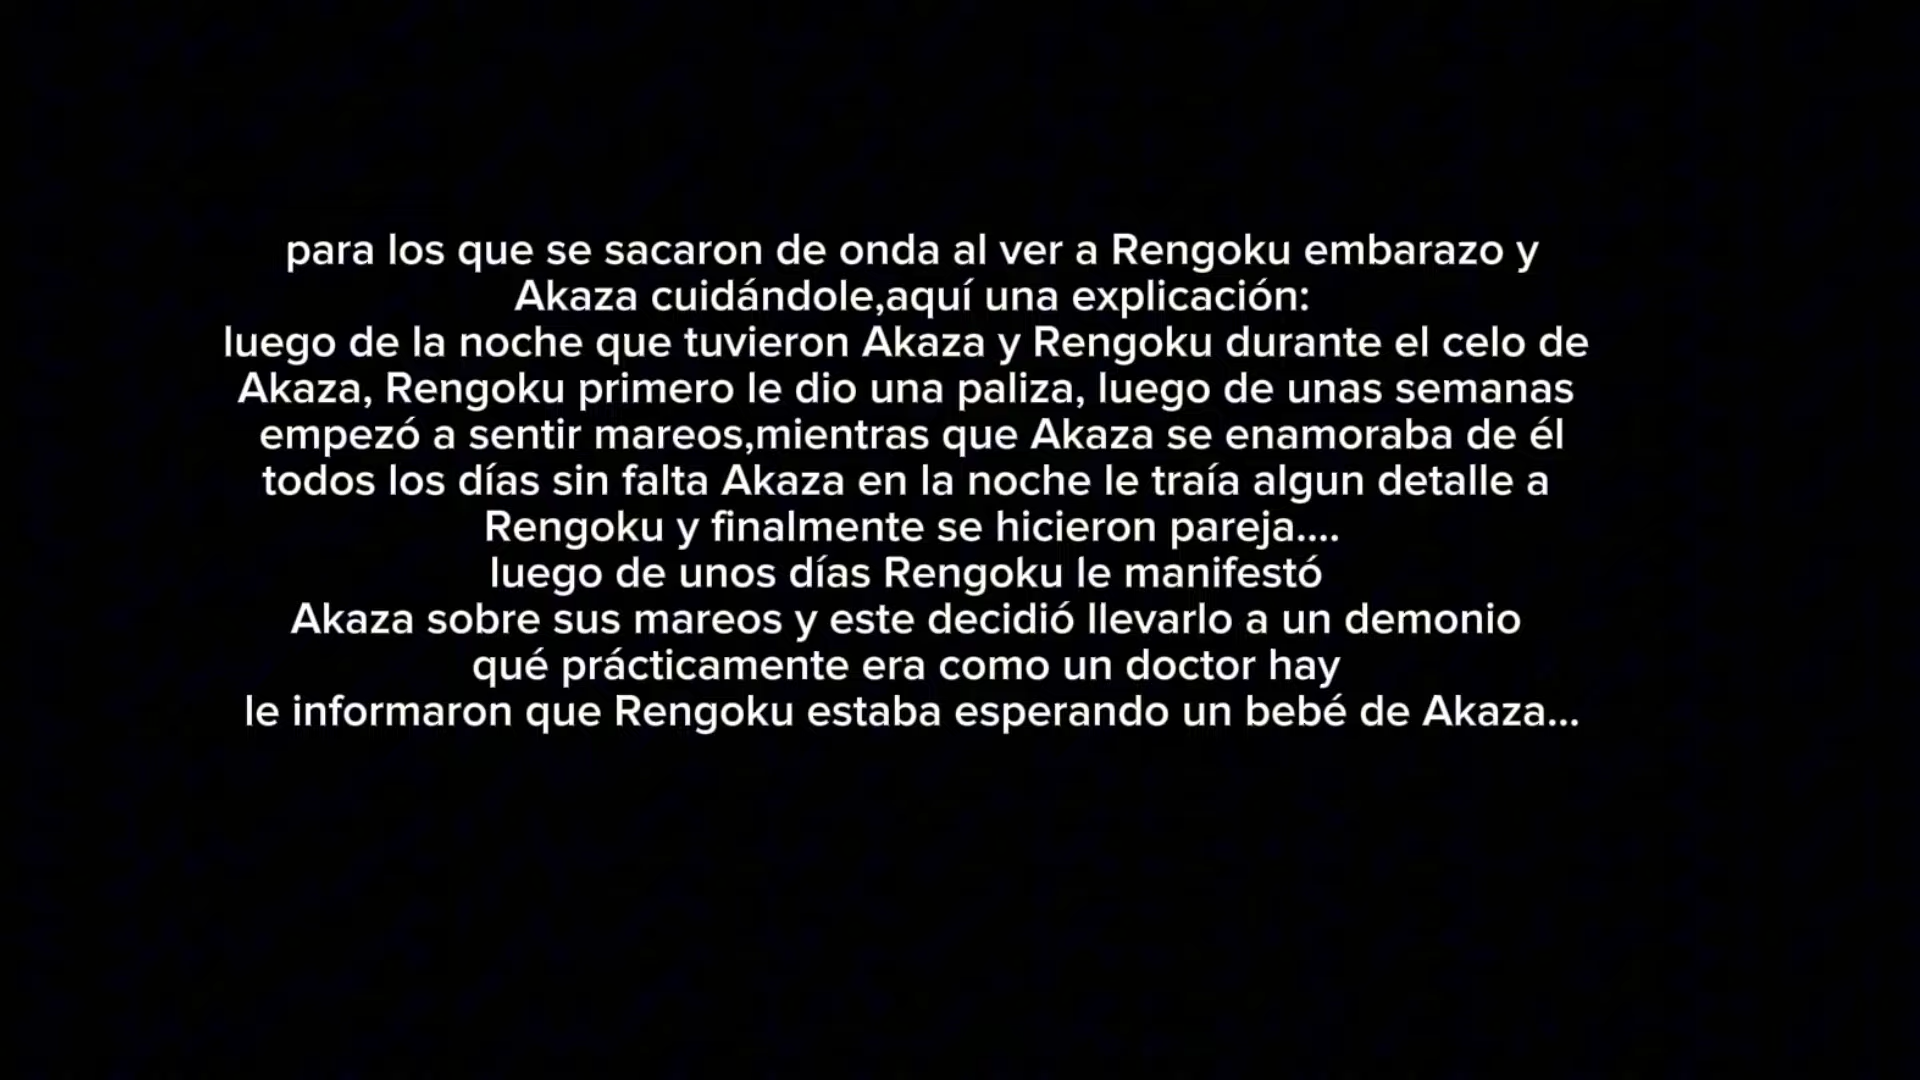 para los que se sacaron de onda al ver a Rengoku embarazo y
Akaza cuidándole,aquí una explicación:
luego de la noche que tuvieron Akaza y Rengoku durante el celo de
Akaza, Rengoku primero le dio una paliza, luego de unas semanas
empezó a sentir mareos,mientras que Akaza se enamoraba de él
todos los días sin falta Akaza en la noche le traía algun detalle a
Rengoku y finalmente se hicieron pareja....
luego de unos días Rengoku le manifestó
Akaza sobre sus mareos y este decidió llevarlo a un demonio
qué prácticamente era como un doctor hay
le informaron que Rengoku estaba esperando un bebé de Akaza...